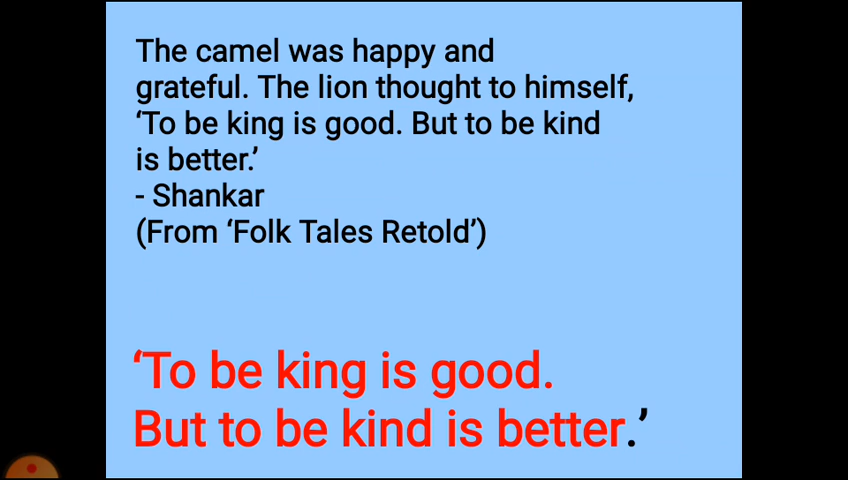 The camel was happy and
grateful. The lion thought to himself,
‘To be king is good. But to be kind
is better.’
- Shankar
(From ‘Folk Tales Retold’)
‘To be king is good.
But to be kind is better.’